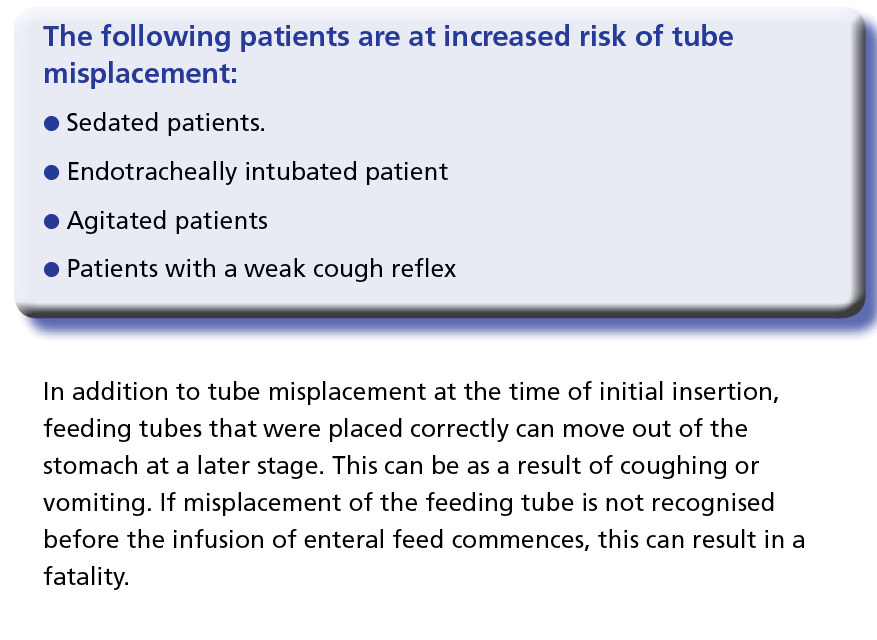 The following patients are at increased risk of tube
misplacement:
● Sedated patients.
● Endotracheally intubated patient
● Agitated patients
● Patients with a weak cough reflex
In addition to tube misplacement at the time of initial insertion,
feeding tubes that were placed correctly can move out of the
stomach at a later stage. This can be as a result of coughing or
vomiting. If misplacement of the feeding tube is not recognised
before the infusion of enteral feed commences, this can result in a
fatality.